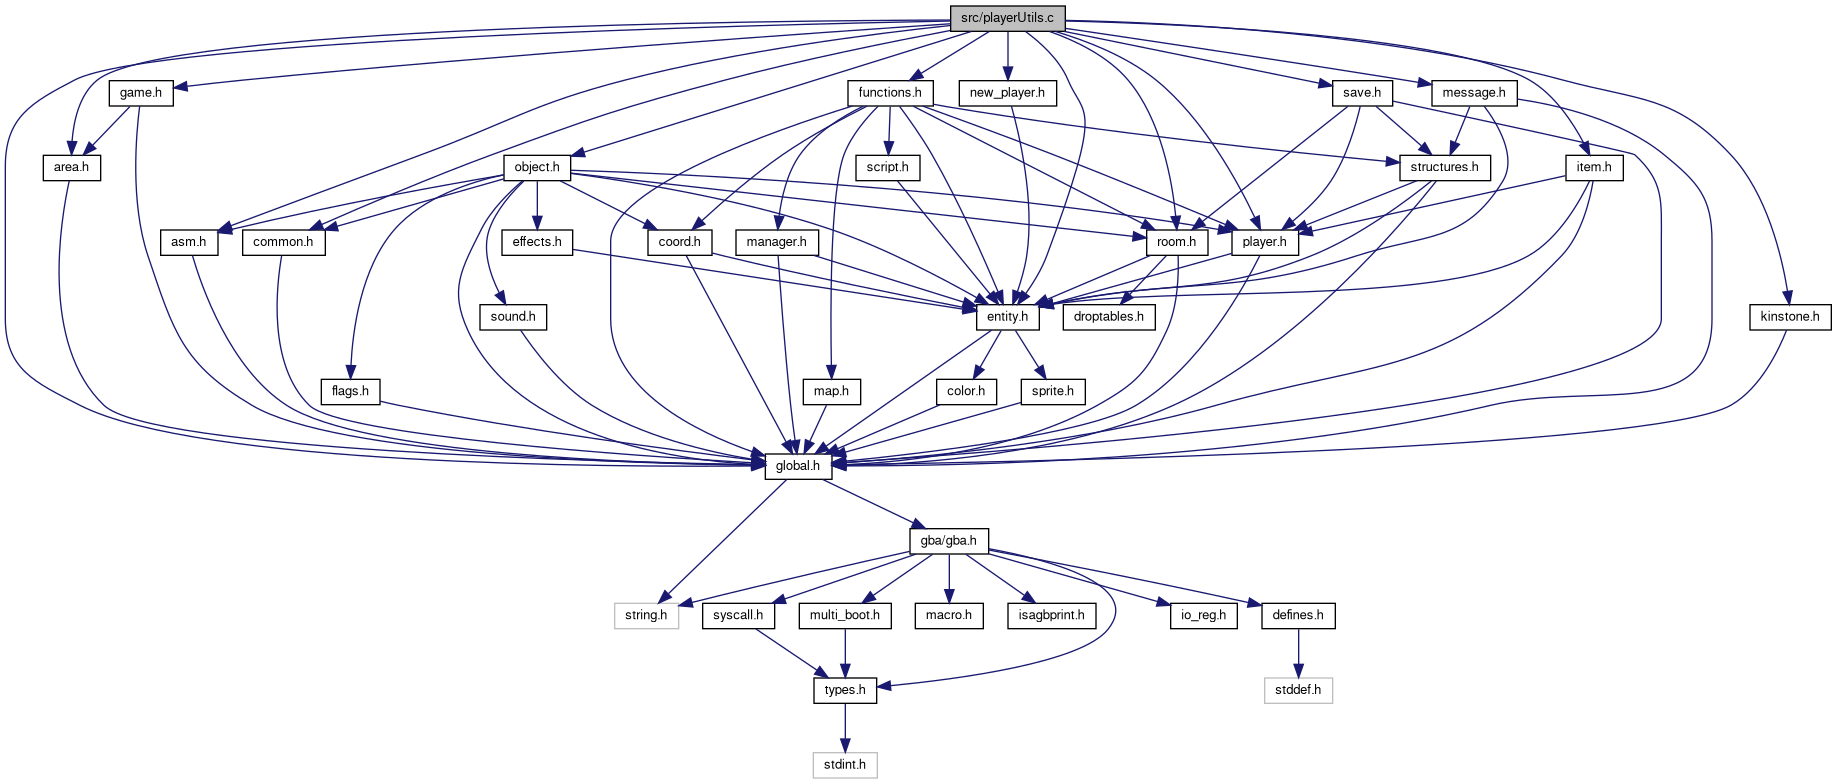 src/playerUtils.c
game.h
functions.h
new_player.h
save.h
message.h
area.h
object.h
script.h
structures.h
item.h
asm.h
common.h
effects.h
coord.h
manager.h
room.h
player.h
sound.h
entity.h
droptables.h
kinstone.h
flags.h
map.h
color.h
sprite.h
global.h
gba/gba.h
string.h
syscall.h
multi_boot.h
macro.h
isagbprint.h
io_reg.h
defines.h
types.h
stddef.h
stdint.h